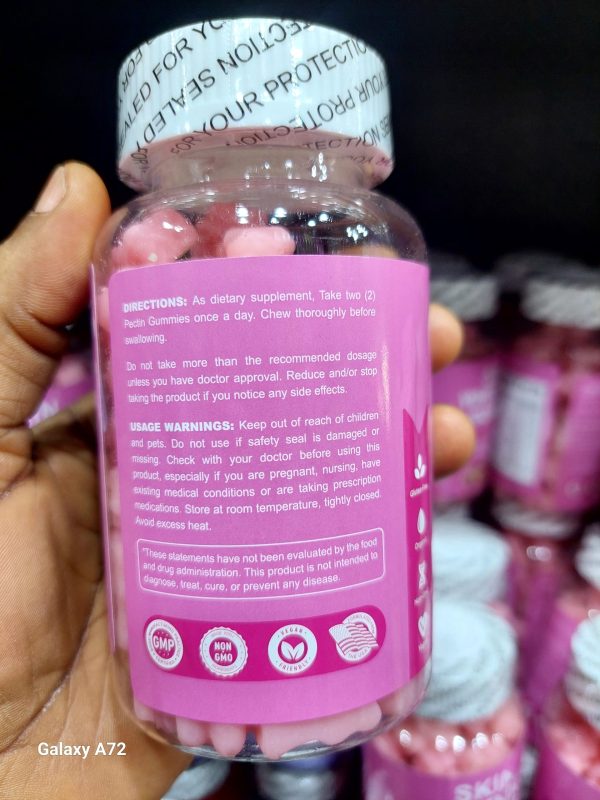 SEALED FOR YOUR PROTECTION
FOR YOUR PROTECTION
DIRECTIONS: As dietary supplement, Take two (2)
Pectin Gummies once a day. Chew thoroughly before
swallowing.
Do not take more than the recommended dosage
unless you have doctor approval. Reduce and/or stop
taking the product if you notice any side effects.
USAGE WARNINGS: Keep out of reach of children
and pets. Do not use if safety seal is damaged or
missing. Check with your doctor before using this
product, especially if you are pregnant, nursing, have
existing medical conditions or are taking prescription
medications. Store at room temperature, tightly closed.
Avoid excess heat.
*These statements have not been evaluated by the food
and drug administration. This product is not intended to
diagnose, treat, cure, or prevent any disease.
GMP
NON
GMO
VEGAN
FRIENDLY
SKIP
Galaxy A72